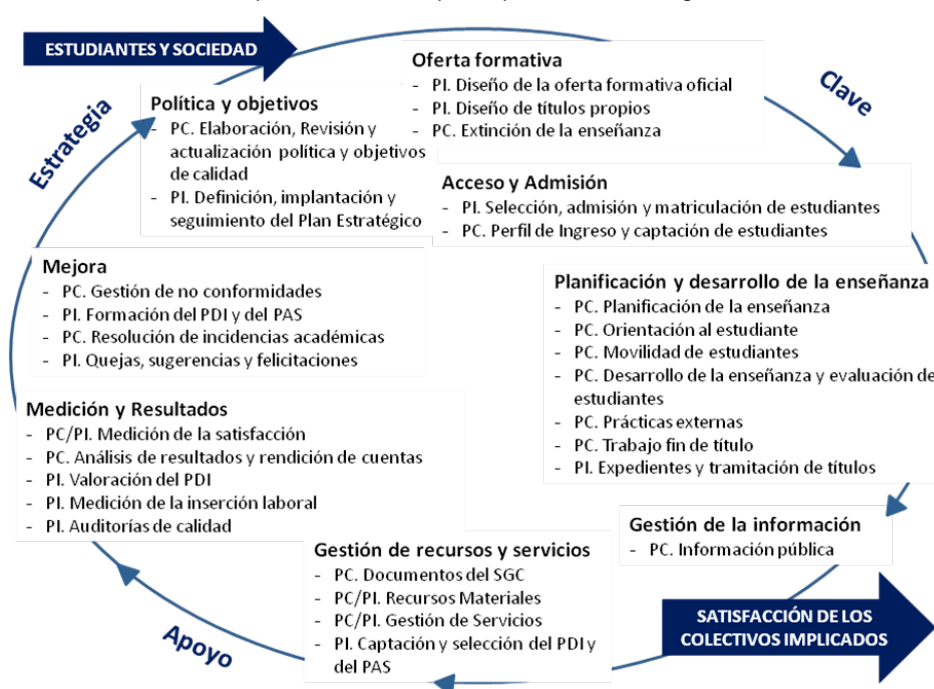 ESTUDIANTES Y SOCIEDAD
Oferta formativa
- PI. Diseño de la oferta formativa oficial
- PI. Diseño de títulos propios
- PC. Extinción de la enseñanza
Clave
Estrategia
Política y objetivos
- PC. Elaboración, Revisión y
actualización política y objetivos
de calidad
- PI. Definición, implantación y
seguimiento del Plan Estratégico
Acceso y Admisión
- PI. Selección, admisión y matriculación de estudiantes
- PC. Perfil de Ingreso y captación de estudiantes
Mejora
- PC. Gestión de no conformidades
- PI. Formación del PDI y del PAS
- PC. Resolución de incidencias académicas
- PI. Quejas, sugerencias y felicitaciones
Planificación y desarrollo de la enseñanza
- PC. Planificación de la enseñanza
- PC. Orientación al estudiante
- PC. Movilidad de estudiantes
- PC. Desarrollo de la enseñanza y evaluación de
estudiantes
- PC. Prácticas externas
- PC. Trabajo fin de título
- PI. Expedientes y tramitación de títulos
Medición y Resultados
- PC/PI. Medición de la satisfacción
- PC. Análisis de resultados y rendición de cuentas
- PI. Valoración del PDI
- PI. Medición de la inserción laboral
- PI. Auditorías de calidad
Gestión de la información
- PC. Información pública
Gestión de recursos y servicios
- PC. Documentos del SGC
- PC/PI. Recursos Materiales
- PC/PI. Gestión de Servicios
- PI. Captación y selección del PDI y
del PAS
Apoyo
SATISFACCIÓN DE LOS
COLECTIVOS IMPLICADOS